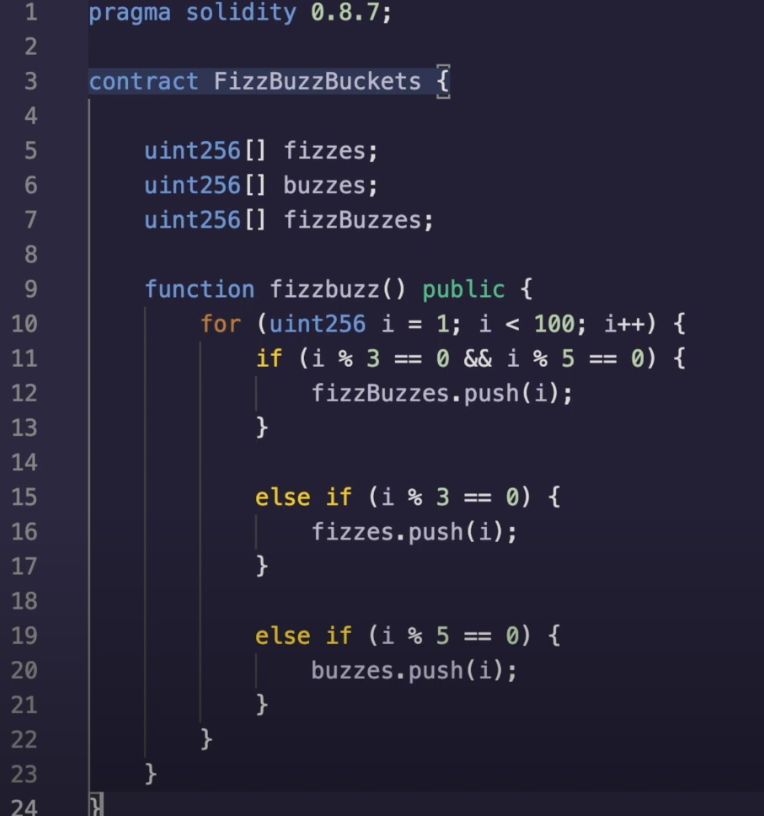 1 pragma solidity 0.8.7;
2
3 contract FizzBuzzBuckets {
4
5     uint256[] fizzes;
6     uint256[] buzzes;
7     uint256[] fizzBuzzes;
8
9     function fizzbuzz() public {
10         for (uint256 i = 1; i < 100; i++) {
11             if (i % 3 == 0 && i % 5 == 0) {
12                 fizzBuzzes.push(i);
13             }
14
15             else if (i % 3 == 0) {
16                 fizzes.push(i);
17             }
18
19             else if (i % 5 == 0) {
20                 buzzes.push(i);
21             }
22         }
23     }
24 }